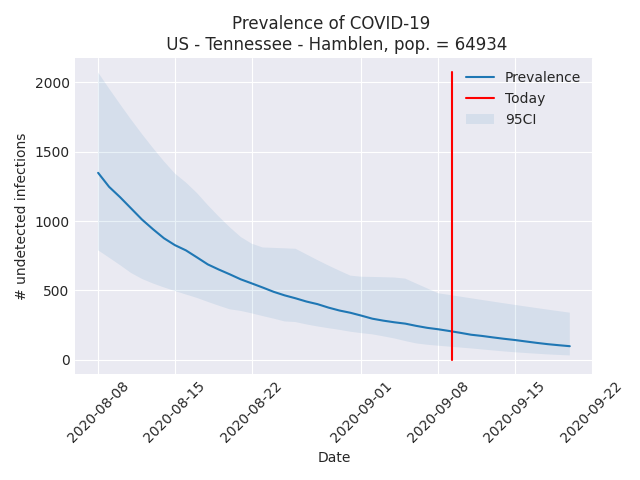 Prevalence of COVID-19
US - Tennessee - Hamblen, pop. = 64934
# undetected infections
2000
1500
1000
500
0
Prevalence
Today
95CI
2020-08-08
2020-08-15
2020-08-22
2020-09-01
2020-09-08
2020-09-15
2020-09-22
Date